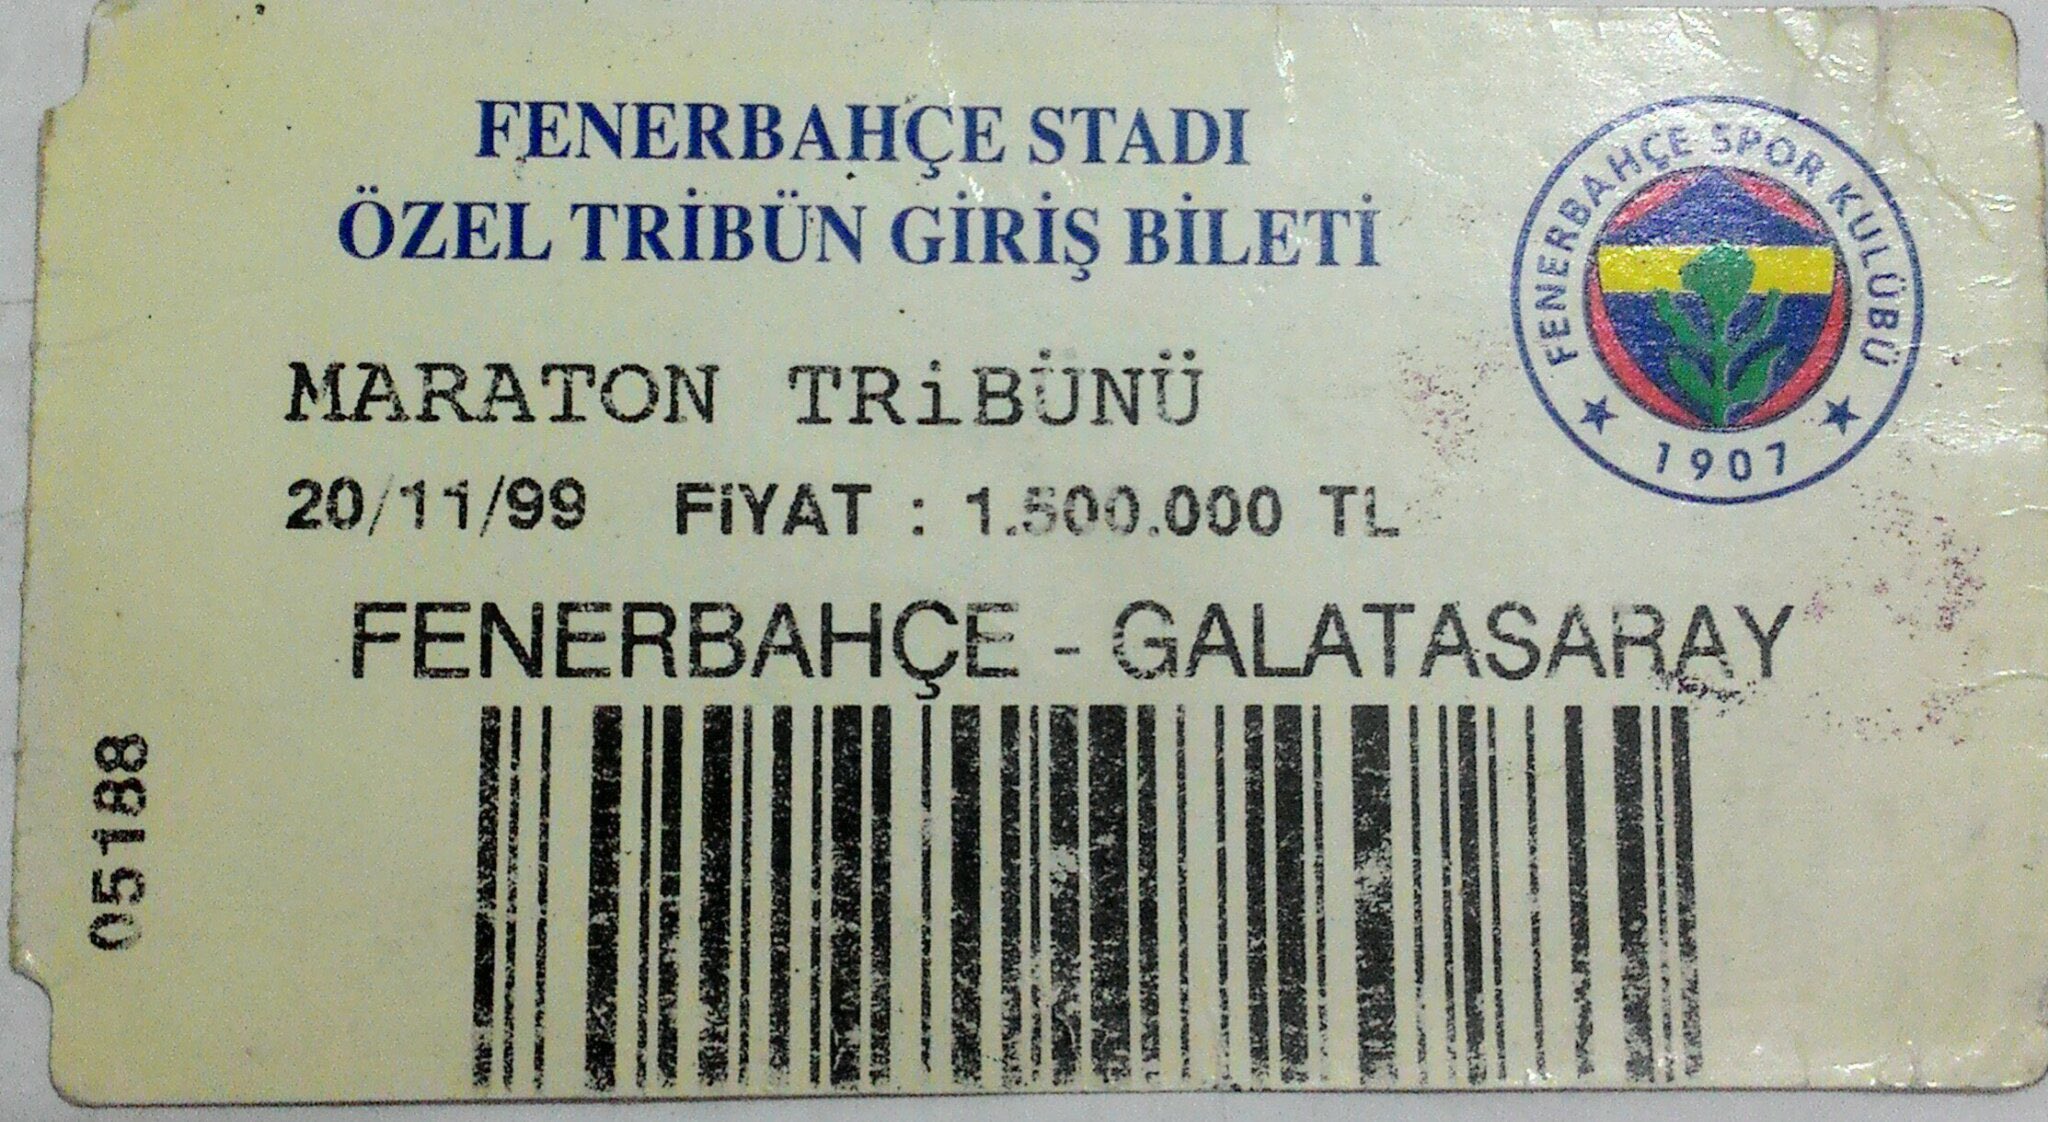 FENERBAHÇE STADI
ÖZEL TRİBÜN GİRİŞ BİLETİ
FENERBAHÇE SPOR KULÜBÜ
1907
MARATON TRiBÜNÜ
20/11/99 FiYAT : 1.500.000 TL
FENERBAHÇE - GALATASARAY
05188